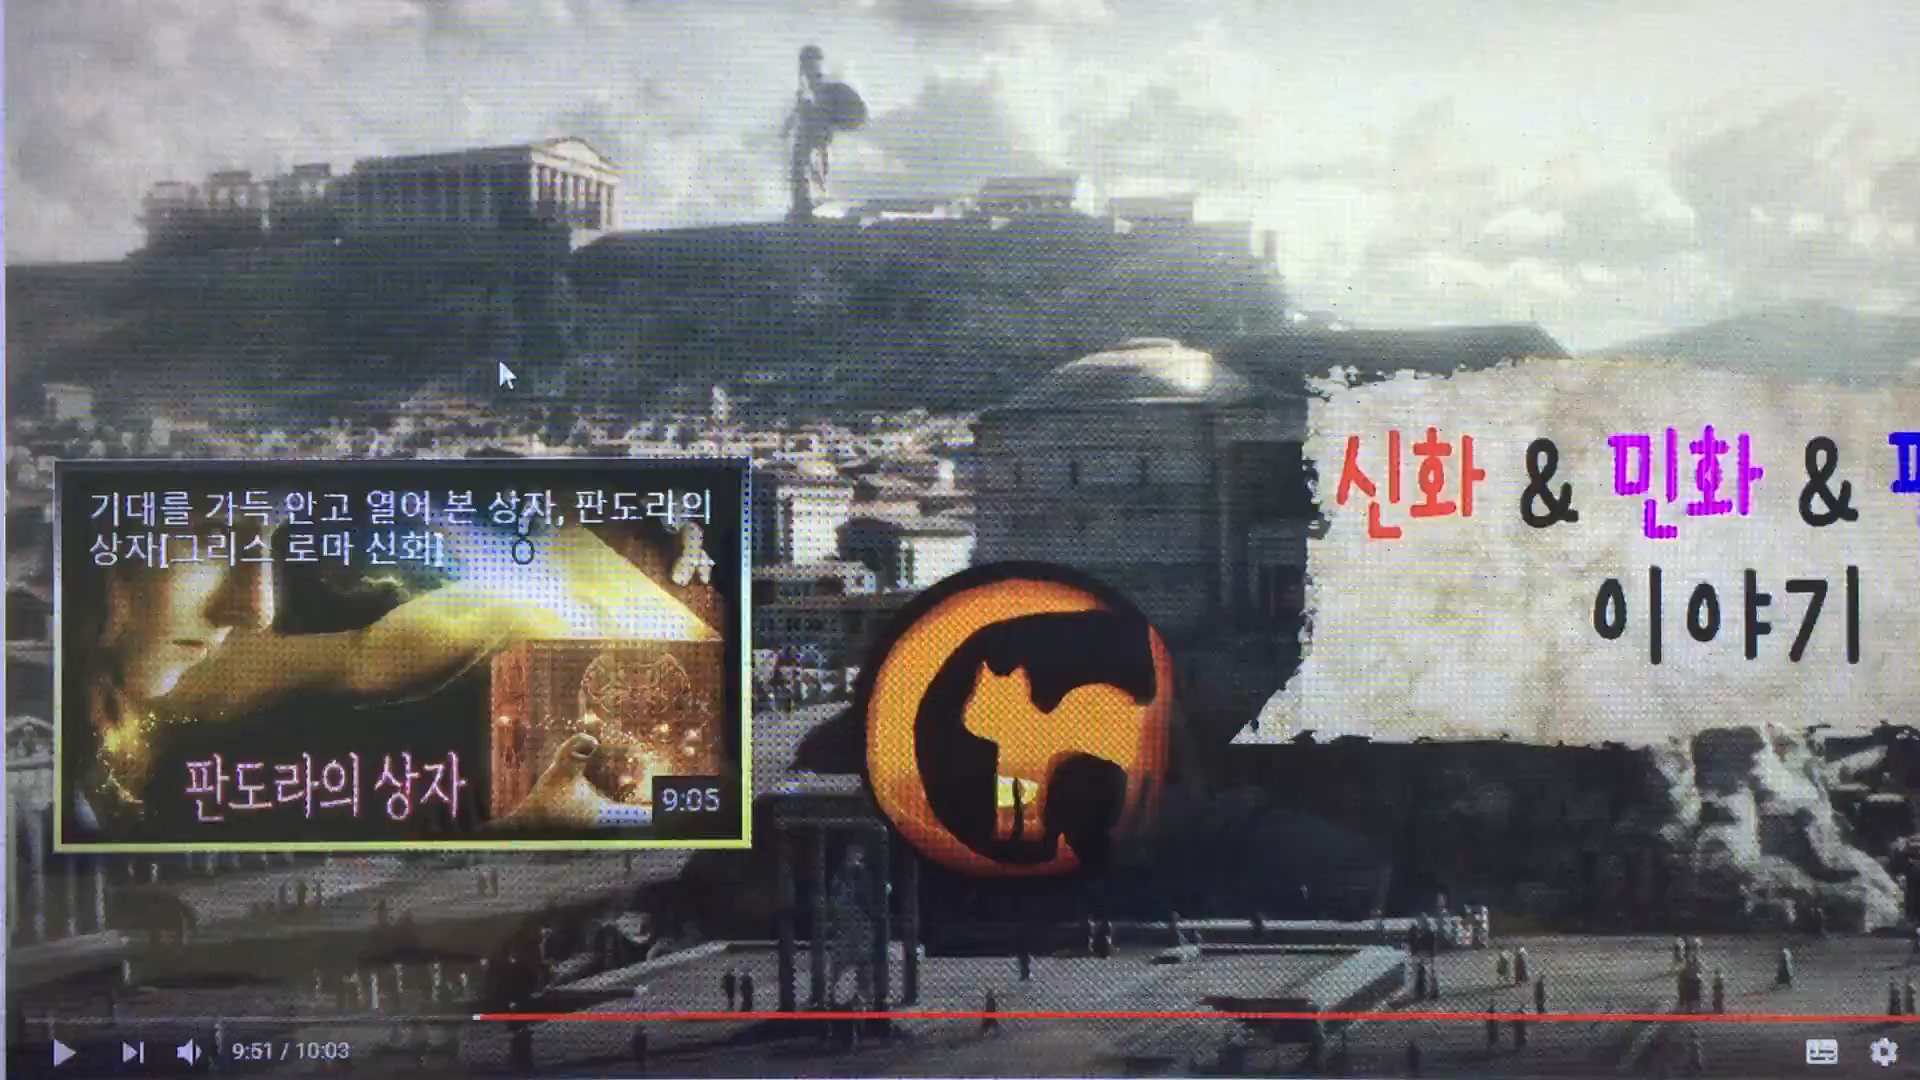 기대를 가득 안고 열어 본 상자, 판도라의
상자[그리스 로마 신화]
판도라의 상자
9:05
신화 & 민화 &
이야기
9:51 / 10:03